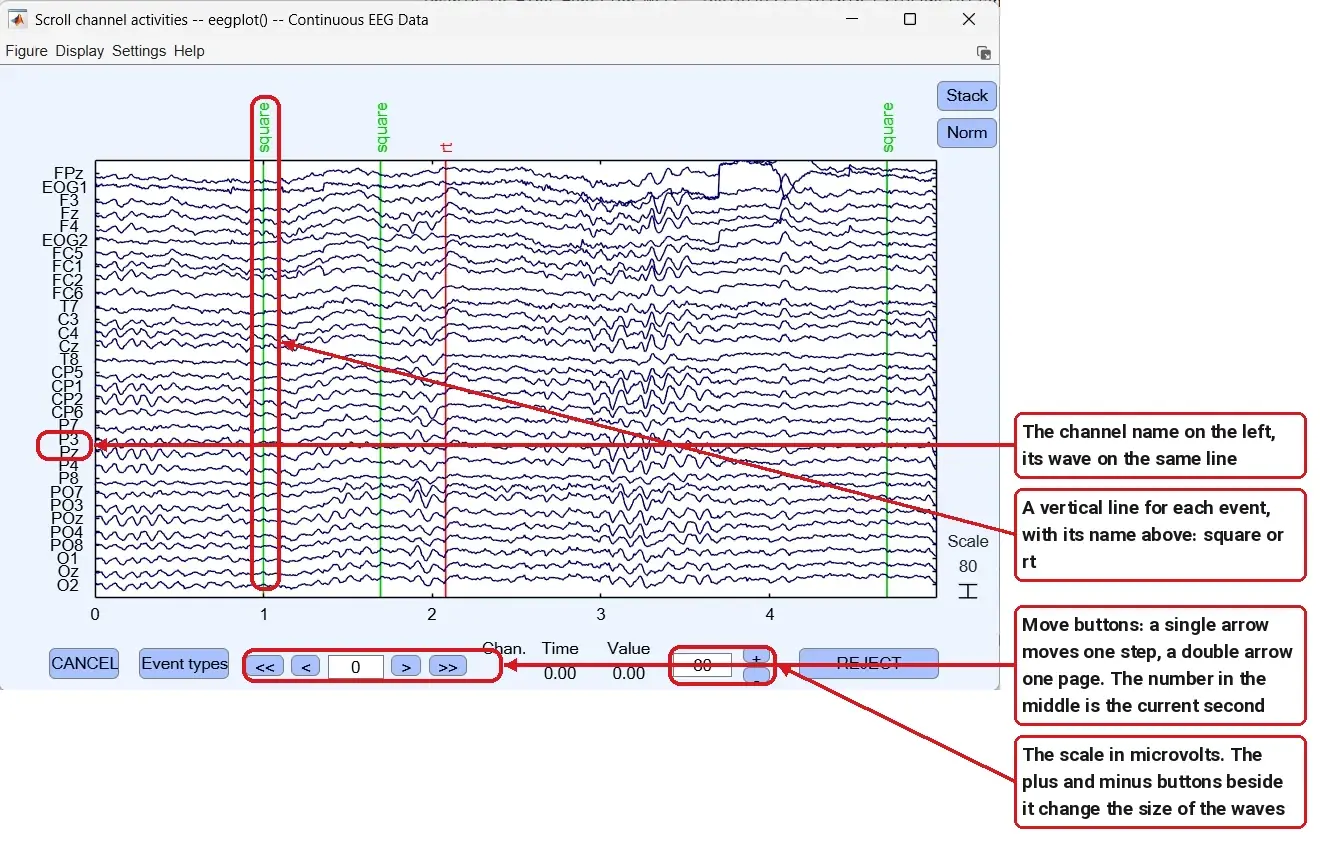 Scroll channel activities -- eegplot() -- Continuous EEG Data
Figure Display Settings Help
Stack
Norm
square
square
rt
square
FPz
EOG1
F3
Fz
F4
EOG2
FC5
FC1
FC2
FC6
T7
C3
C4
Cz
T8
CP5
CP1
CP2
CP6
P7
P3
Pz
P4
P8
PO7
PO3
POz
PO4
PO8
O1
Oz
O2
0 1 2 3 4
Scale
80
CANCEL
Event types
<< < 0 > >>
Chan. Time Value
0.00 0.00
80
+
-
REJECT
The channel name on the left,
its wave on the same line
A vertical line for each event,
with its name above: square or
rt
Move buttons: a single arrow
moves one step, a double arrow
one page. The number in the
middle is the current second
The scale in microvolts. The
plus and minus buttons beside
it change the size of the waves